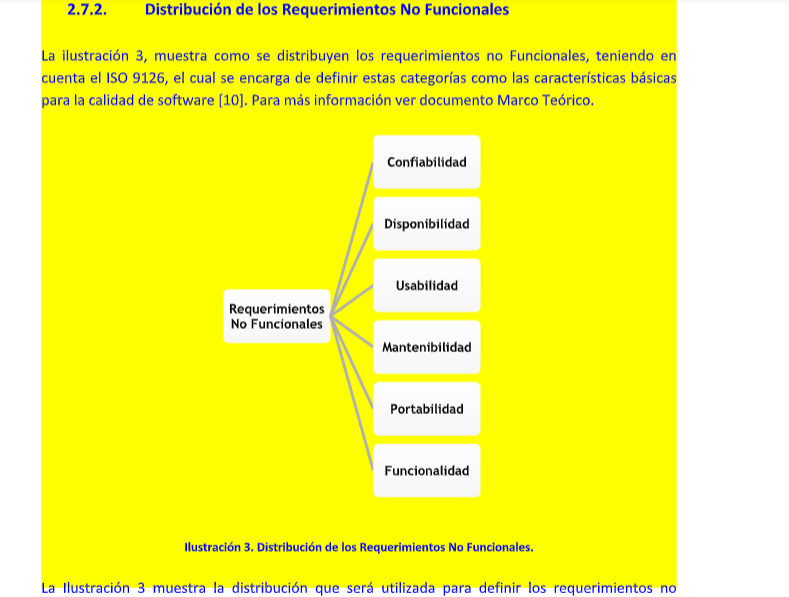 2.7.2. Distribución de los Requerimientos No Funcionales
La ilustración 3, muestra como se distribuyen los requerimientos no Funcionales, teniendo en
cuenta el ISO 9126, el cual se encarga de definir estas categorías como las características básicas
para la calidad de software [10]. Para más información ver documento Marco Teórico.
Confiabilidad
Disponibilidad
Usabilidad
Requerimientos
No Funcionales
Mantenibilidad
Portabilidad
Funcionalidad
Ilustración 3. Distribución de los Requerimientos No Funcionales.
La Ilustración 3 muestra la distribución que será utilizada para definir los requerimientos no